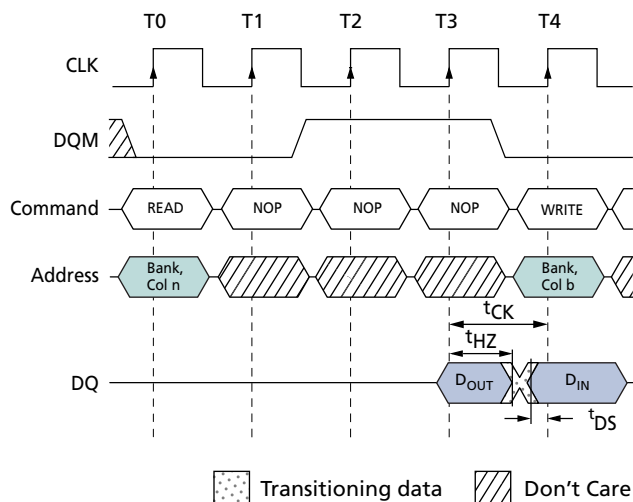 T0 T1 T2 T3 T4
CLK
DQM
Command READ NOP NOP NOP WRITE
Address Bank, Col n Bank, Col b
tCK
tHZ
DQ DOUT DIN
tDS
Transitioning data Don't Care